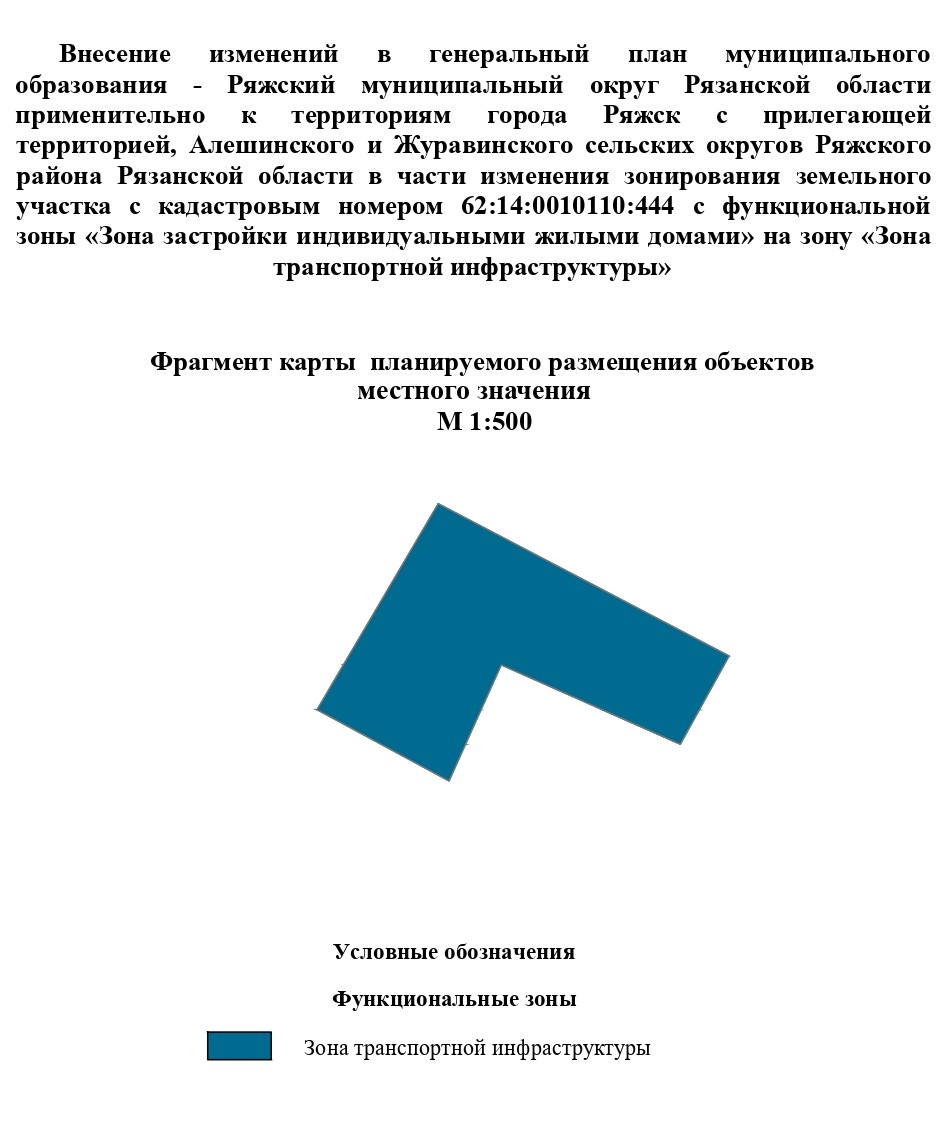 Внесение изменений в генеральный план муниципального
образования - Ряжский муниципальный округ Рязанской области
применительно к территориям города Ряжск с прилегающей
территорией, Алешинского и Журавинского сельских округов Ряжского
района Рязанской области в части изменения зонирования земельного
участка с кадастровым номером 62:14:0010110:444 с функциональной
зоны «Зона застройки индивидуальными жилыми домами» на зону «Зона
транспортной инфраструктуры»
Фрагмент карты планируемого размещения объектов
местного значения
М 1:500
Условные обозначения
Функциональные зоны
Зона транспортной инфраструктуры